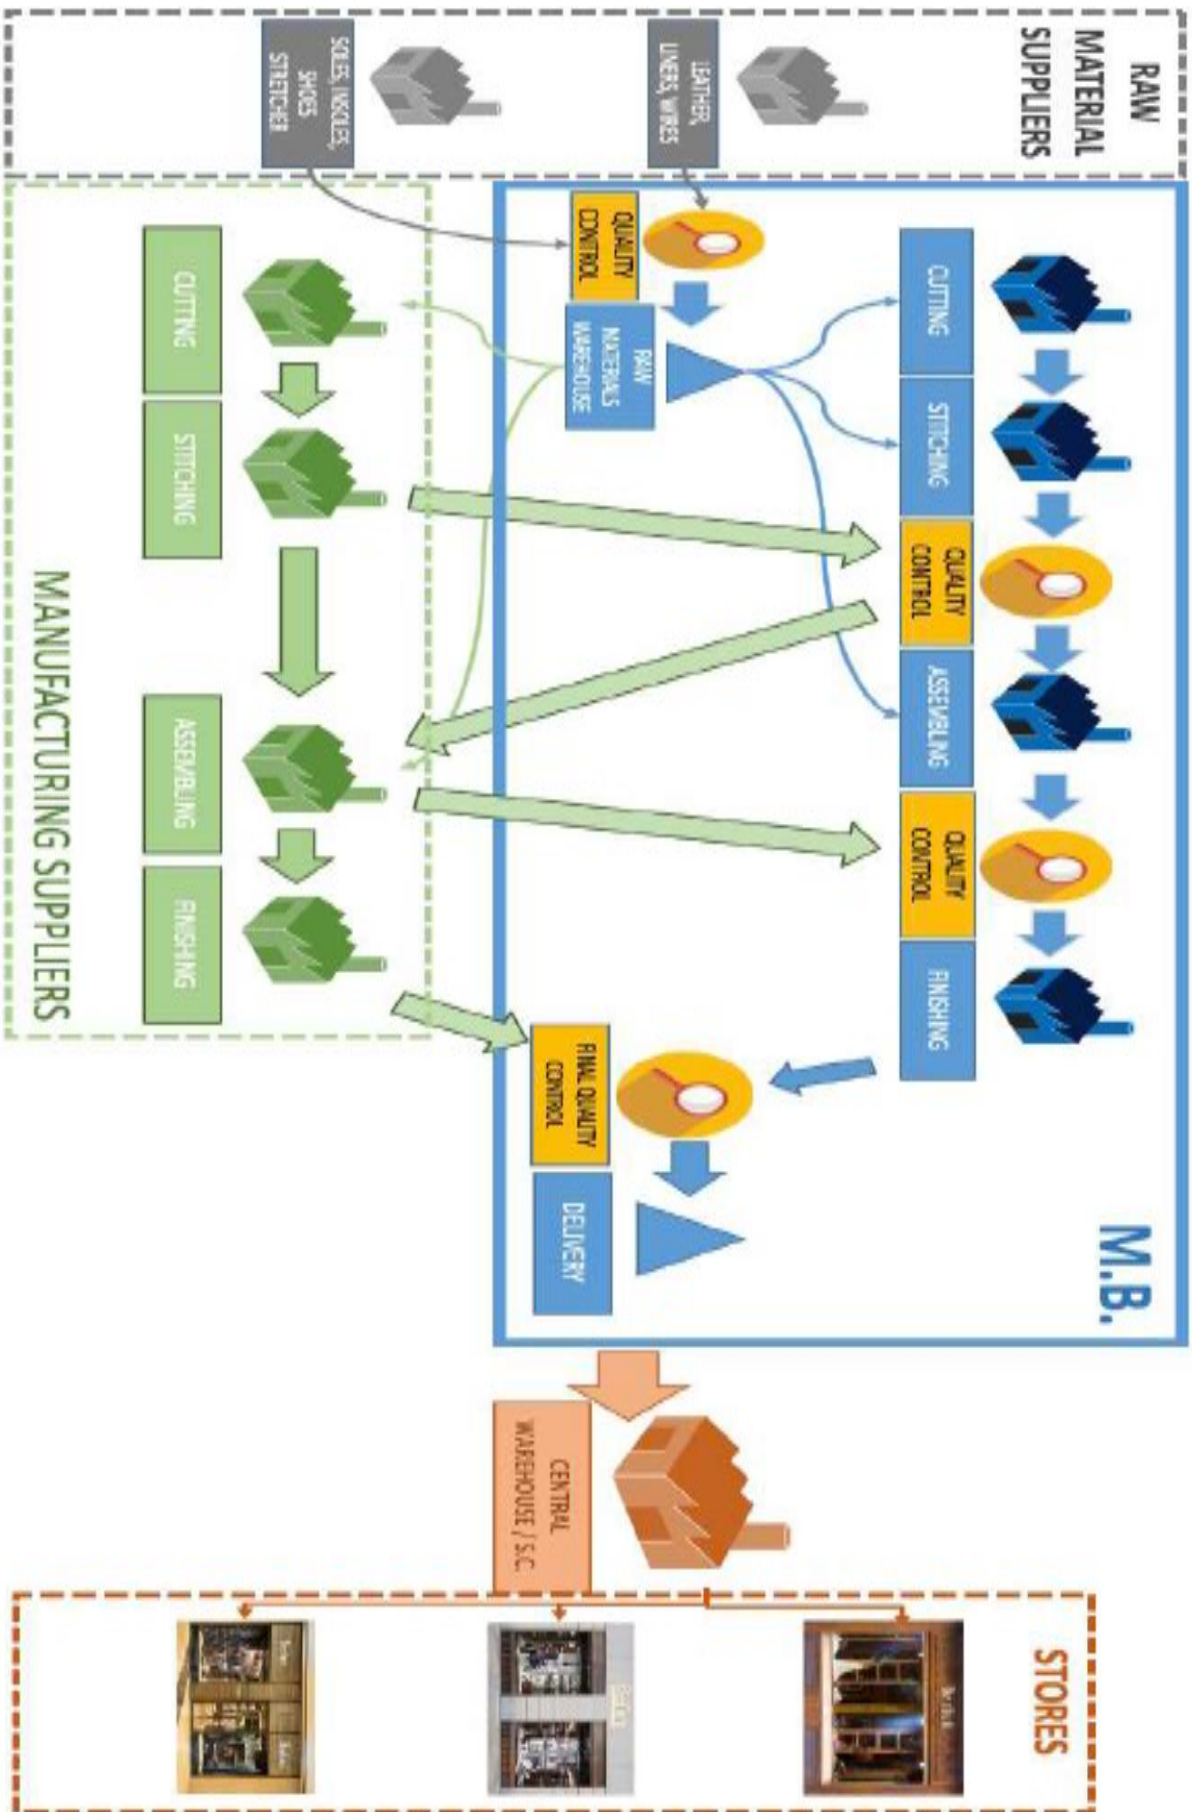 RAW
MATERIAL
SUPPLIERS
LEATHER,
LINERS, WIRES
SOLES, INSOLES,
SHOES
STRETCHER
M.B.
CUTTING
STITCHING
QUALITY
CONTROL
ASSEMBLING
QUALITY
CONTROL
FINISHING
QUALITY
CONTROL
RAW
MATERIALS
WAREHOUSE
FINAL QUALITY
CONTROL
DELIVERY
CUTTING
STITCHING
ASSEMBLING
FINISHING
MANUFACTURING SUPPLIERS
CENTRAL
WAREHOUSE / S.C.
STORES